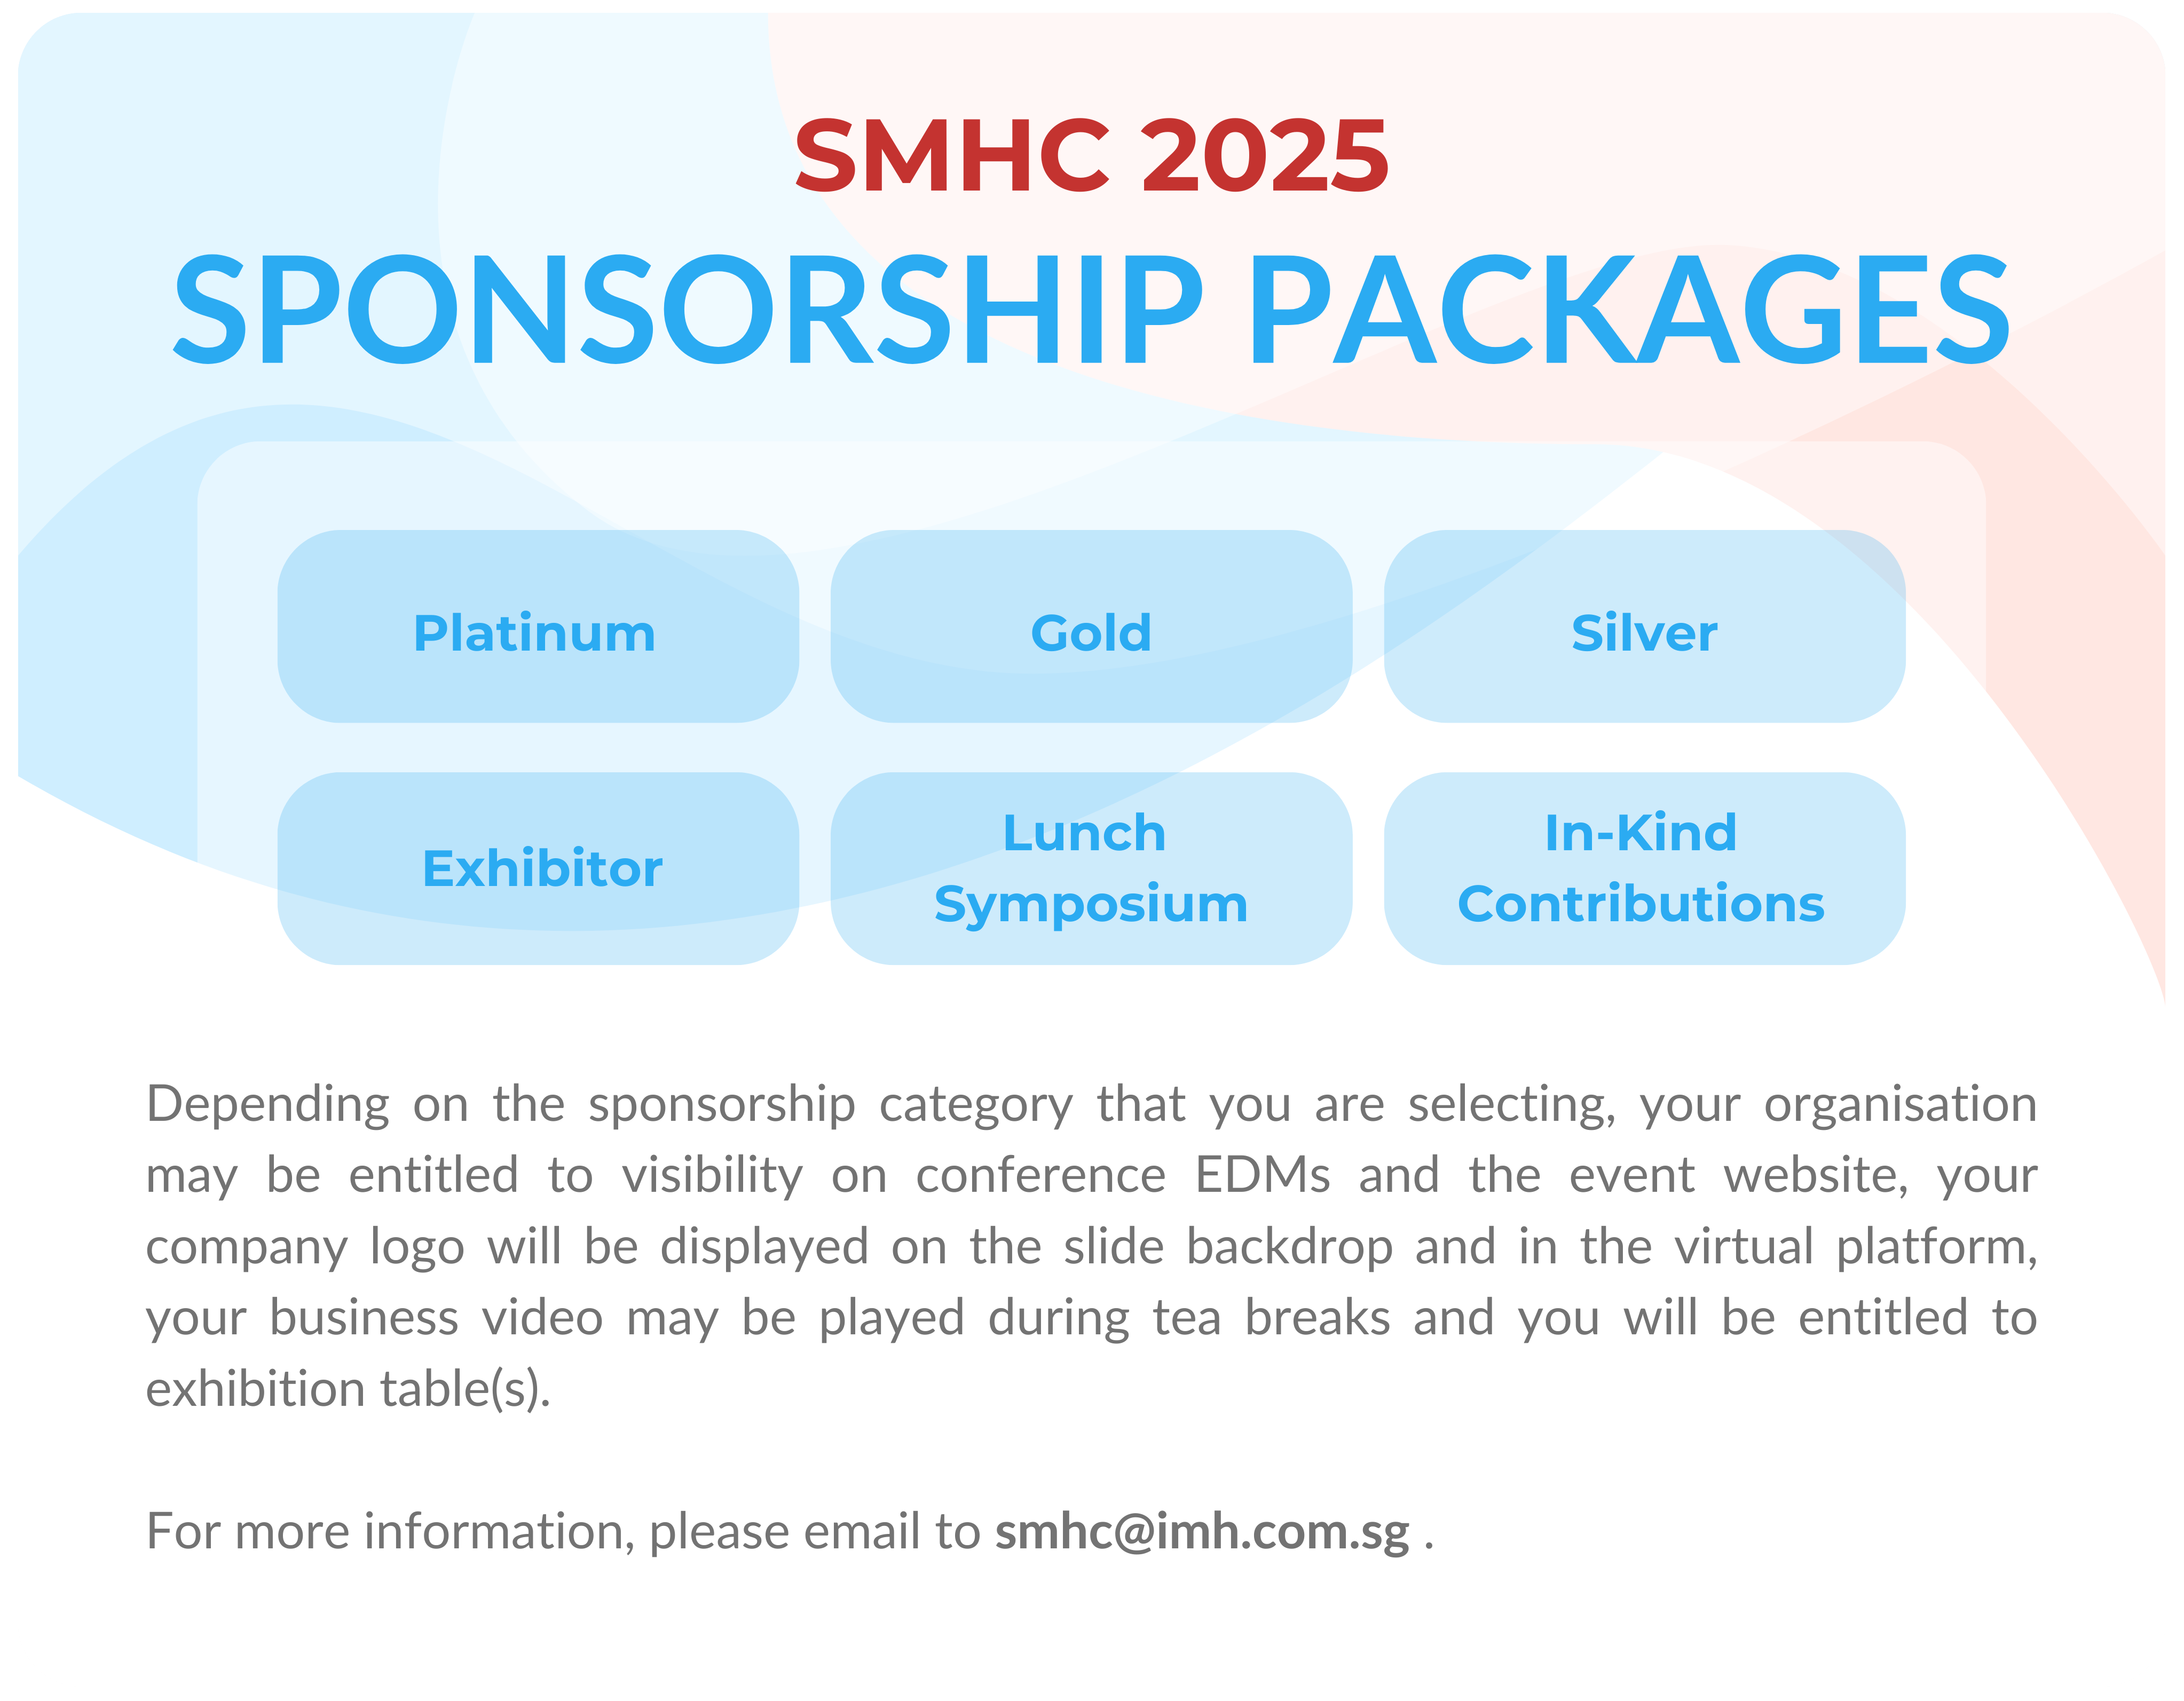 SMHC 2025
SPONSORSHIP PACKAGES
Platinum
Gold
Silver
Exhibitor
Lunch
Symposium
In-Kind
Contributions
Depending on the sponsorship category that you are selecting, your organisation
may be entitled to visibility on conference EDMs and the event website, your
company logo will be displayed on the slide backdrop and in the virtual platform,
your business video may be played during tea breaks and you will be entitled to
exhibition table(s).
For more information, please email to smhc@imh.com.sg .